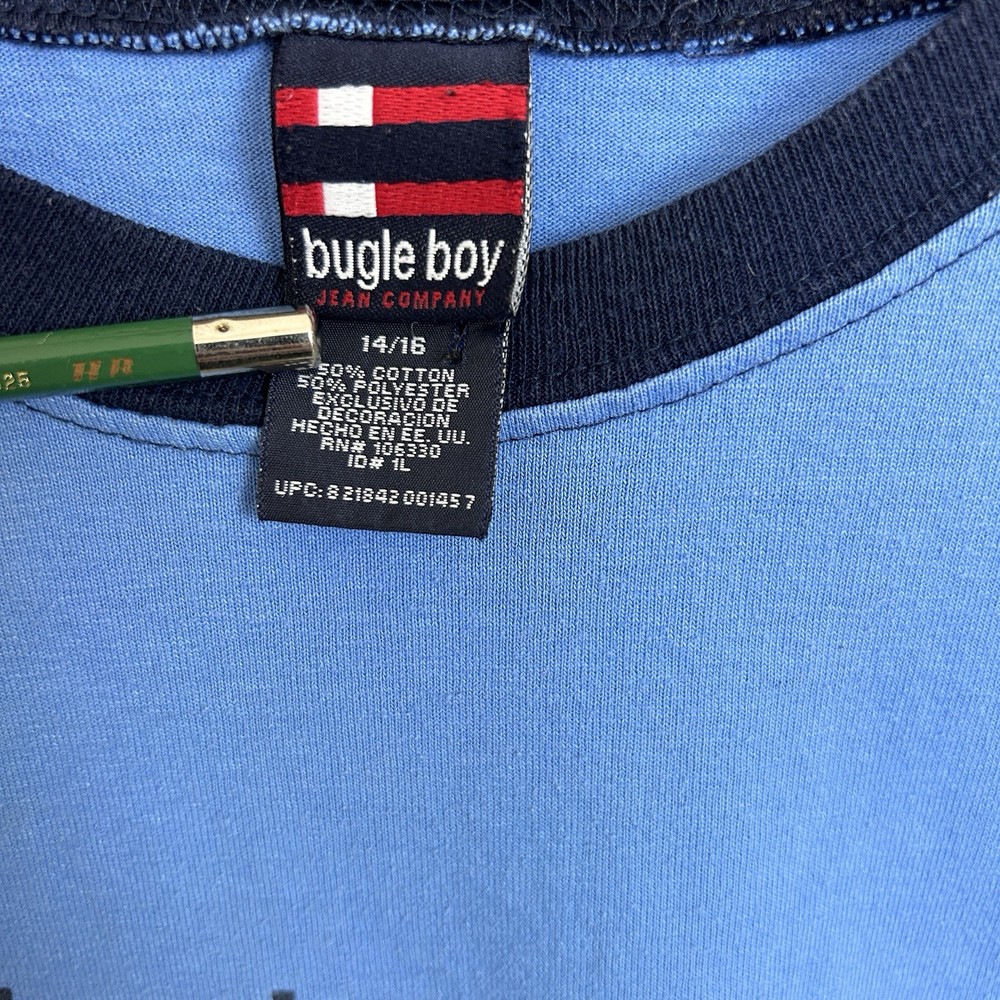 bugle boy
JEAN COMPANY
14/16
50% COTTON
50% POLYESTER
EXCLUSIVO DE
DECORACION
HECHO EN EE. UU.
RN# 106330
ID# 1L
UPC: 8 21842 00145 7